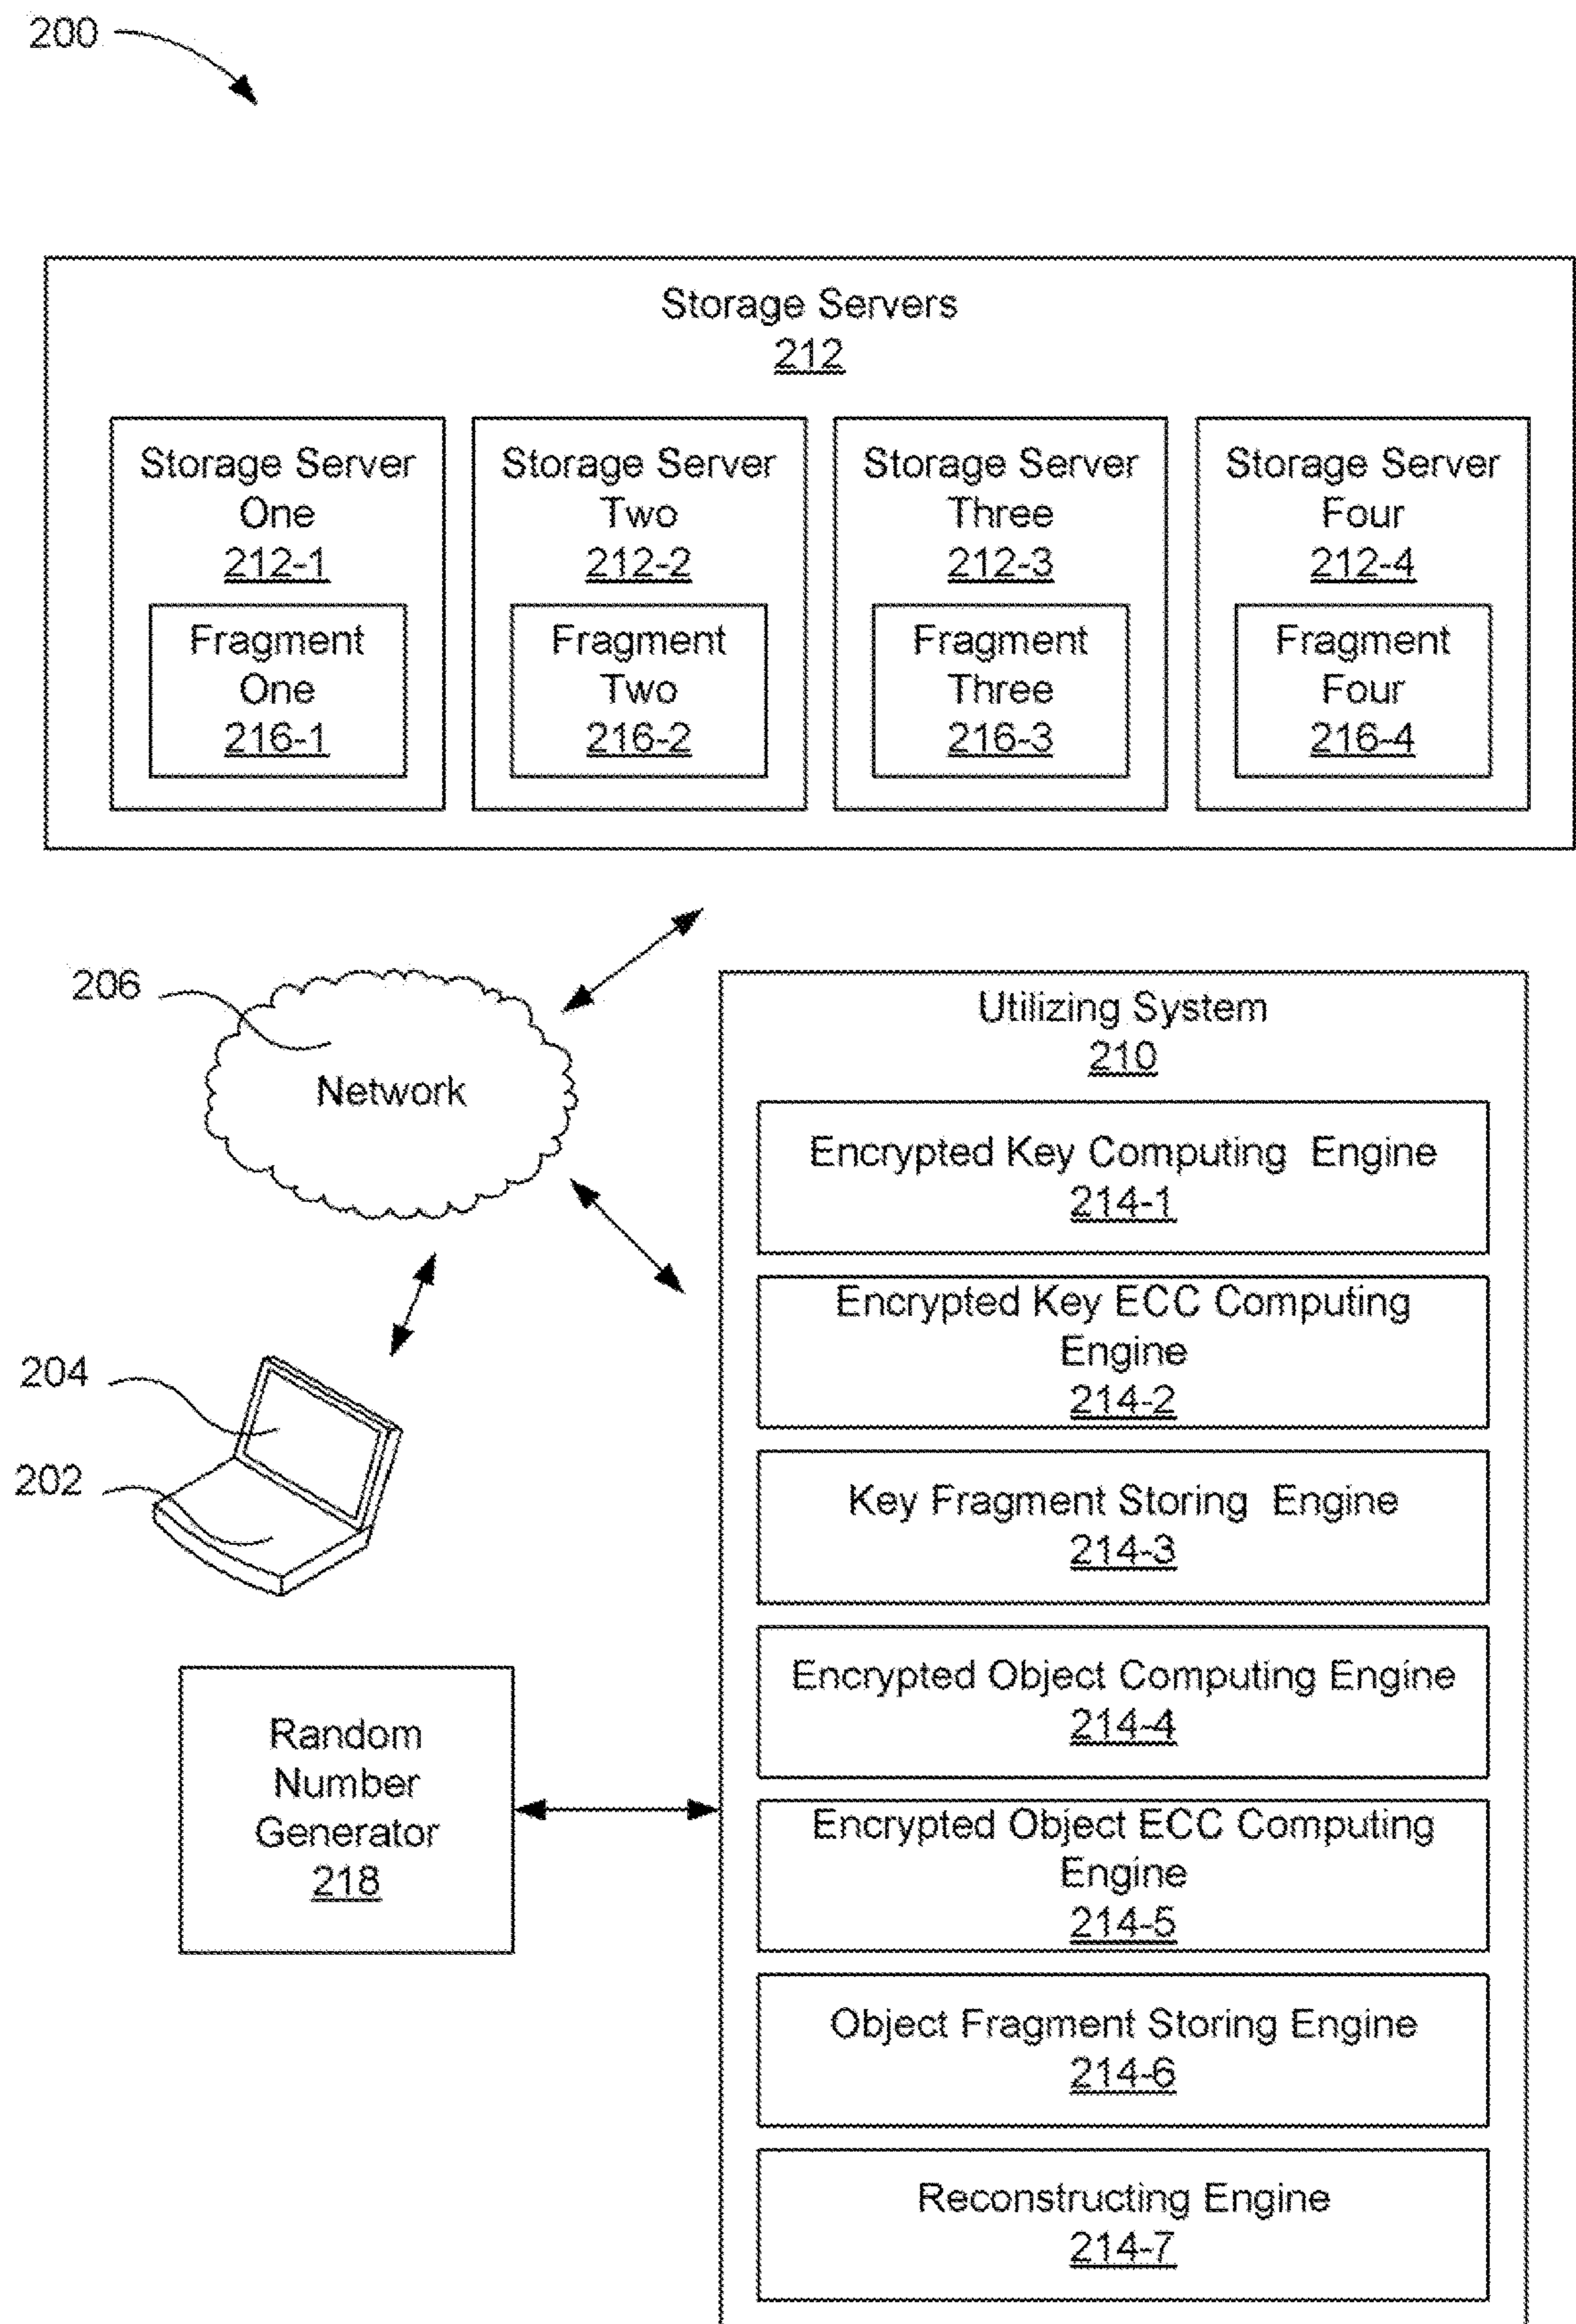 200
Storage Servers
212
Storage Server
One
212-1
Fragment
One
216-1
Storage Server
Two
212-2
Fragment
Two
216-2
Storage Server
Three
212-3
Fragment
Three
216-3
Storage Server
Four
212-4
Fragment
Four
216-4
206
Network
204
202
Random
Number
Generator
218
Utilizing System
210
Encrypted Key Computing Engine
214-1
Encrypted Key ECC Computing
Engine
214-2
Key Fragment Storing Engine
214-3
Encrypted Object Computing Engine
214-4
Encrypted Object ECC Computing
Engine
214-5
Object Fragment Storing Engine
214-6
Reconstructing Engine
214-7